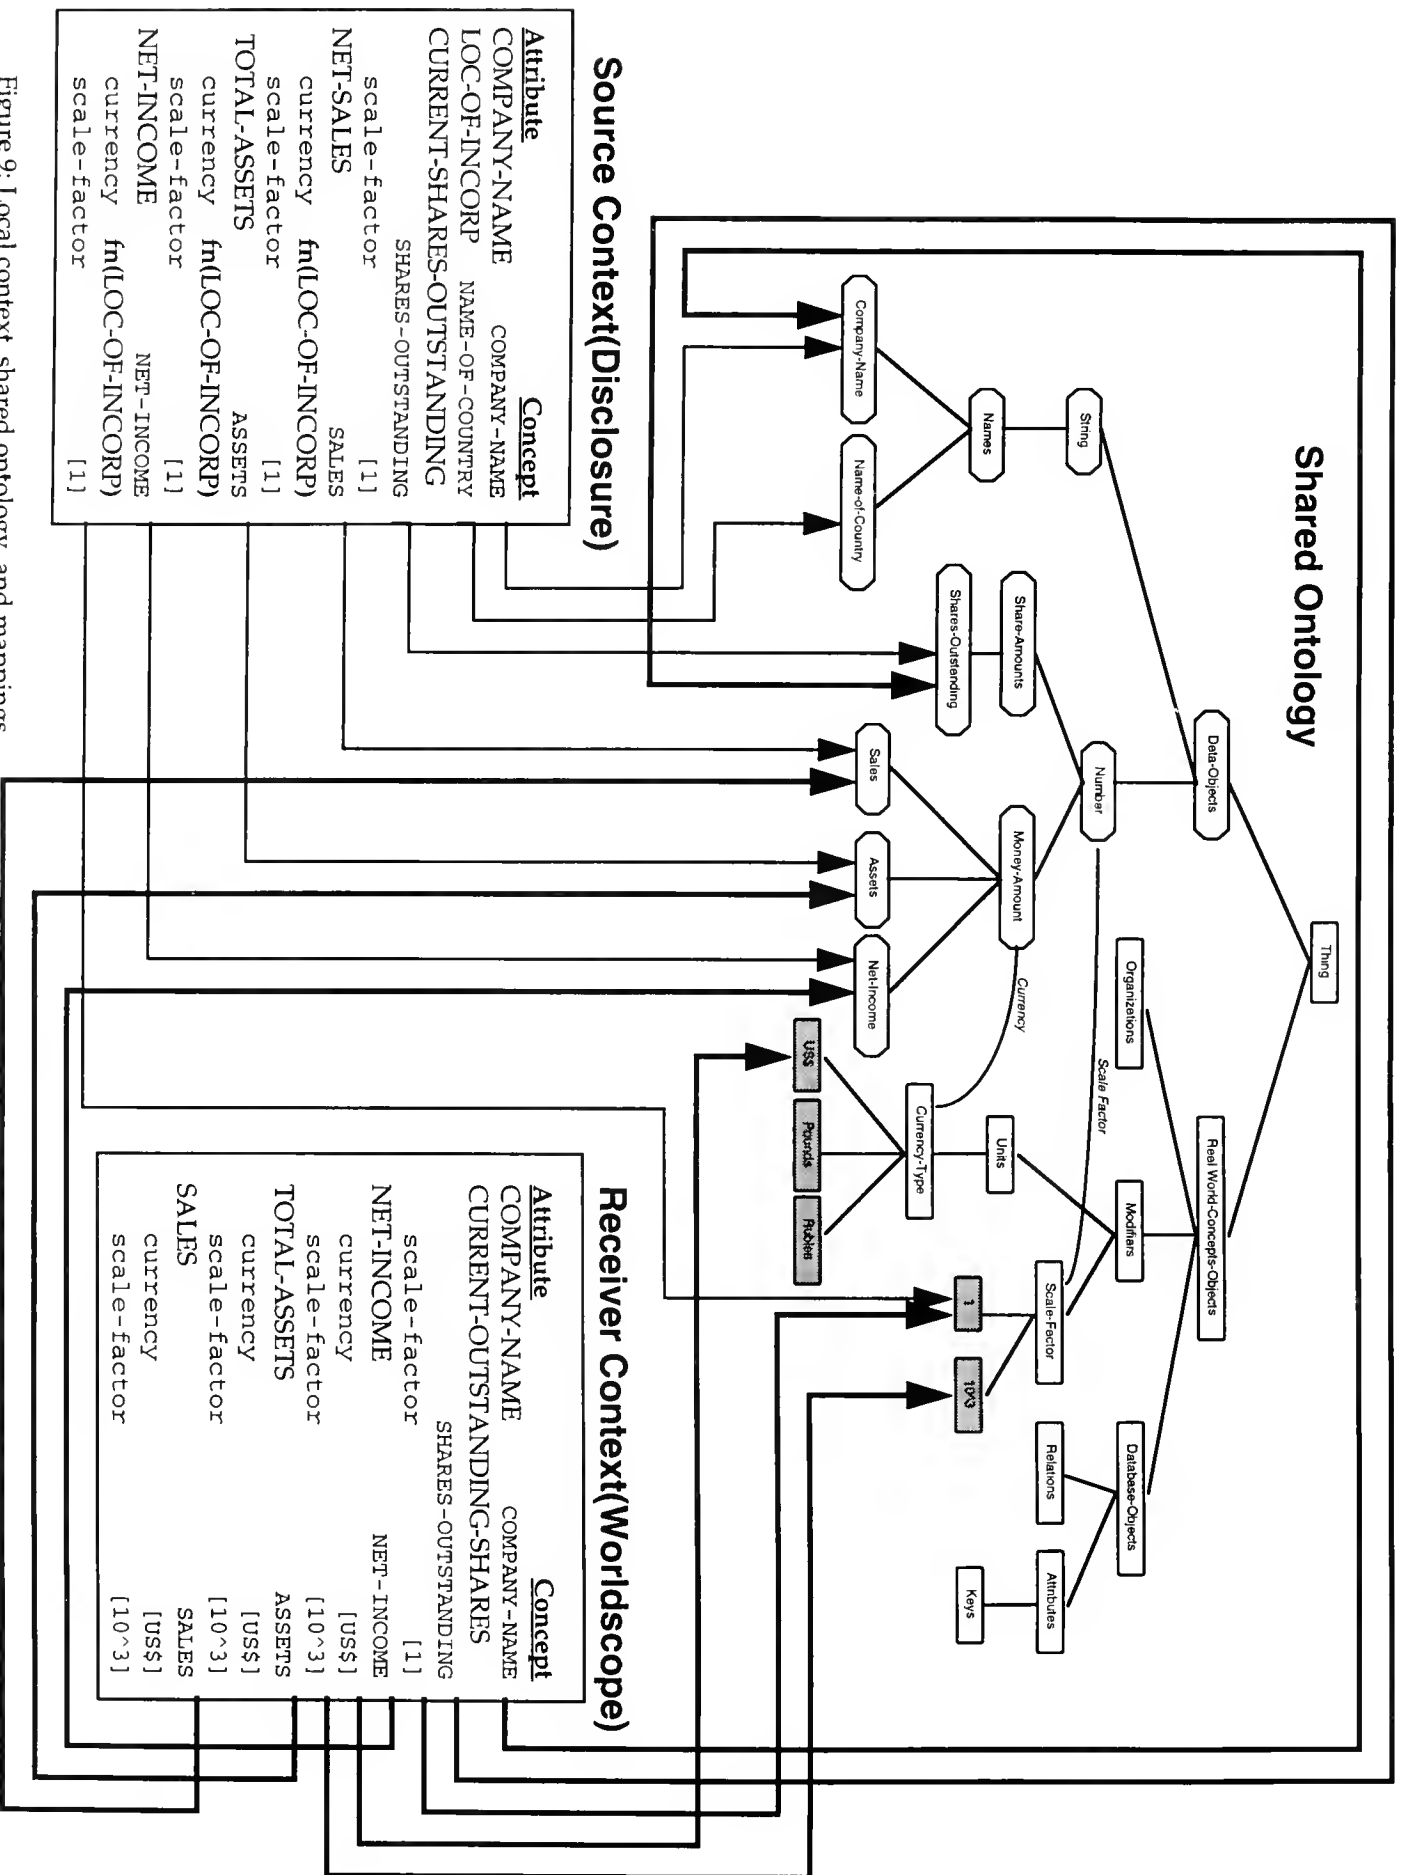 Shared Ontology
Thing
Deta-Objects
Real World-Concepts-Objects
String
Number
Organizetions
Modifiers
Database-Objects
Scale Factor
Names
Share-Amounts
Money-Amount
Currency
Units
Scale-Factor
Relations
Attributes
Shares-Outstending
Currency-Type
1
10^3
Keys
Company-Name
Name-of-Country
Sales
Assets
Net-Income
US$
Pounds
Rubles
Source Context(Disclosure)
Attribute Concept
COMPANY-NAME COMPANY-NAME
LOC-OF-INCORP NAME-OF-COUNTRY
CURRENT-SHARES-OUTSTANDING
SHARES-OUTSTANDING
scale-factor [1]
NET-SALES SALES
currency fn(LOC-OF-INCORP)
scale-factor [1]
TOTAL-ASSETS ASSETS
currency fn(LOC-OF-INCORP)
scale-factor [1]
NET-INCOME NET-INCOME
currency fn(LOC-OF-INCORP)
scale-factor [1]
Receiver Context(Worldscope)
Attribute Concept
COMPANY-NAME COMPANY-NAME
CURRENT-OUTSTANDING-SHARES
SHARES-OUTSTANDING
scale-factor [1]
NET-INCOME NET-INCOME
currency [US$]
scale-factor [10^3]
TOTAL-ASSETS ASSETS
currency [US$]
scale-factor [10^3]
SALES SALES
currency [US$]
scale-factor [10^3]
Figure 9: Local context, shared ontology, and mappings